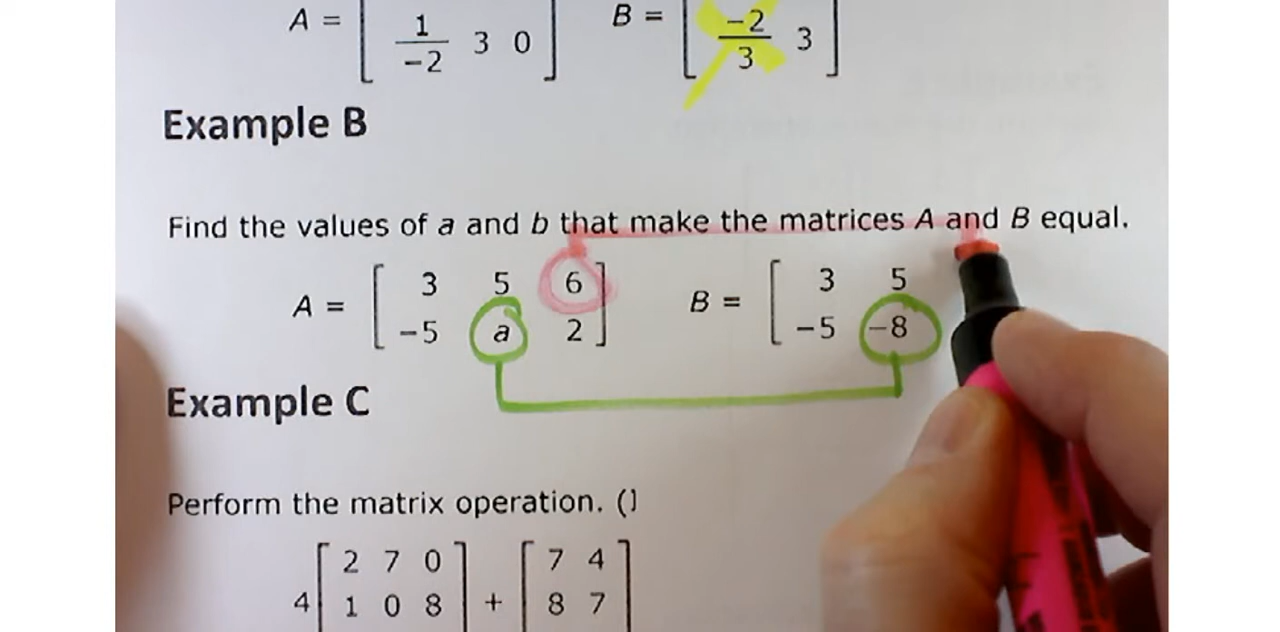 A = [ 1/-2 3 0 ] B = [ -2/3 3 ]
Example B
Find the values of a and b that make the matrices A and B equal.
A = [ 3 5 6 B = [ 3 5
-5 a 2 ] -5 -8
Example C
Perform the matrix operation. ()
4 [ 2 7 0 ] + [ 7 4 ]
1 0 8 8 7